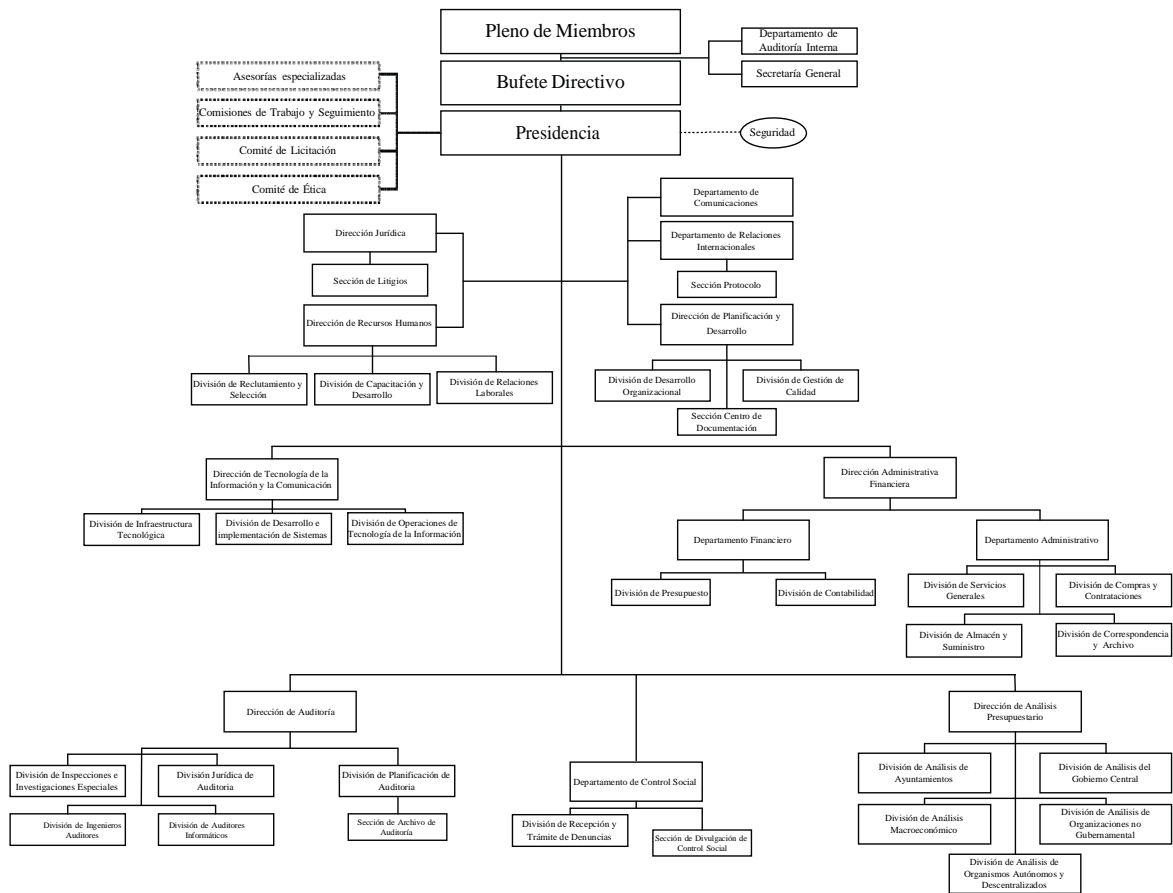 Pleno de Miembros
Departamento de
Auditoría Interna
Bufete Directivo
Secretaría General
Asesorías especializadas
Comisiones de Trabajo y Seguimiento
Presidencia
Seguridad
Comité de Licitación
Comité de Ética
Departamento de
Comunicaciones
Dirección Jurídica
Departamento de Relaciones
Internacionales
Sección de Litigios
Sección Protocolo
Dirección de Recursos Humanos
Dirección de Planificación y
Desarrollo
División de Reclutamiento y
Selección
División de Capacitación y
Desarrollo
División de Relaciones
Laborales
División de Desarrollo
Organizacional
División de Gestión de
Calidad
Sección Centro de
Documentación
Dirección de Tecnología de la
Información y la Comunicación
Dirección Administrativa
Financiera
División de Infraestructura
Tecnológica
División de Desarrollo e
implementación de Sistemas
División de Operaciones de
Tecnología de la Información
Departamento Financiero
Departamento Administrativo
División de Presupuesto
División de Contabilidad
División de Servicios
Generales
División de Compras y
Contrataciones
División de Almacén y
Suministro
División de Correspondencia
y Archivo
Dirección de Auditoría
Dirección de Análisis
Presupuestario
División de Inspecciones e
Investigaciones Especiales
División Jurídica de
Auditoria
División de Planificación de
Auditoria
Departamento de Control Social
División de Análisis de
Ayuntamientos
División de Análisis del
Gobierno Central
División de Ingenieros
Auditores
División de Auditores
Informáticos
Sección de Archivo de
Auditoría
División de Recepción y
Trámite de Denuncias
Sección de Divulgación de
Control Social
División de Análisis
Macroeconómico
División de Análisis de
Organizaciones no
Gubernamental
División de Análisis de
Organismos Autónomos y
Descentralizados